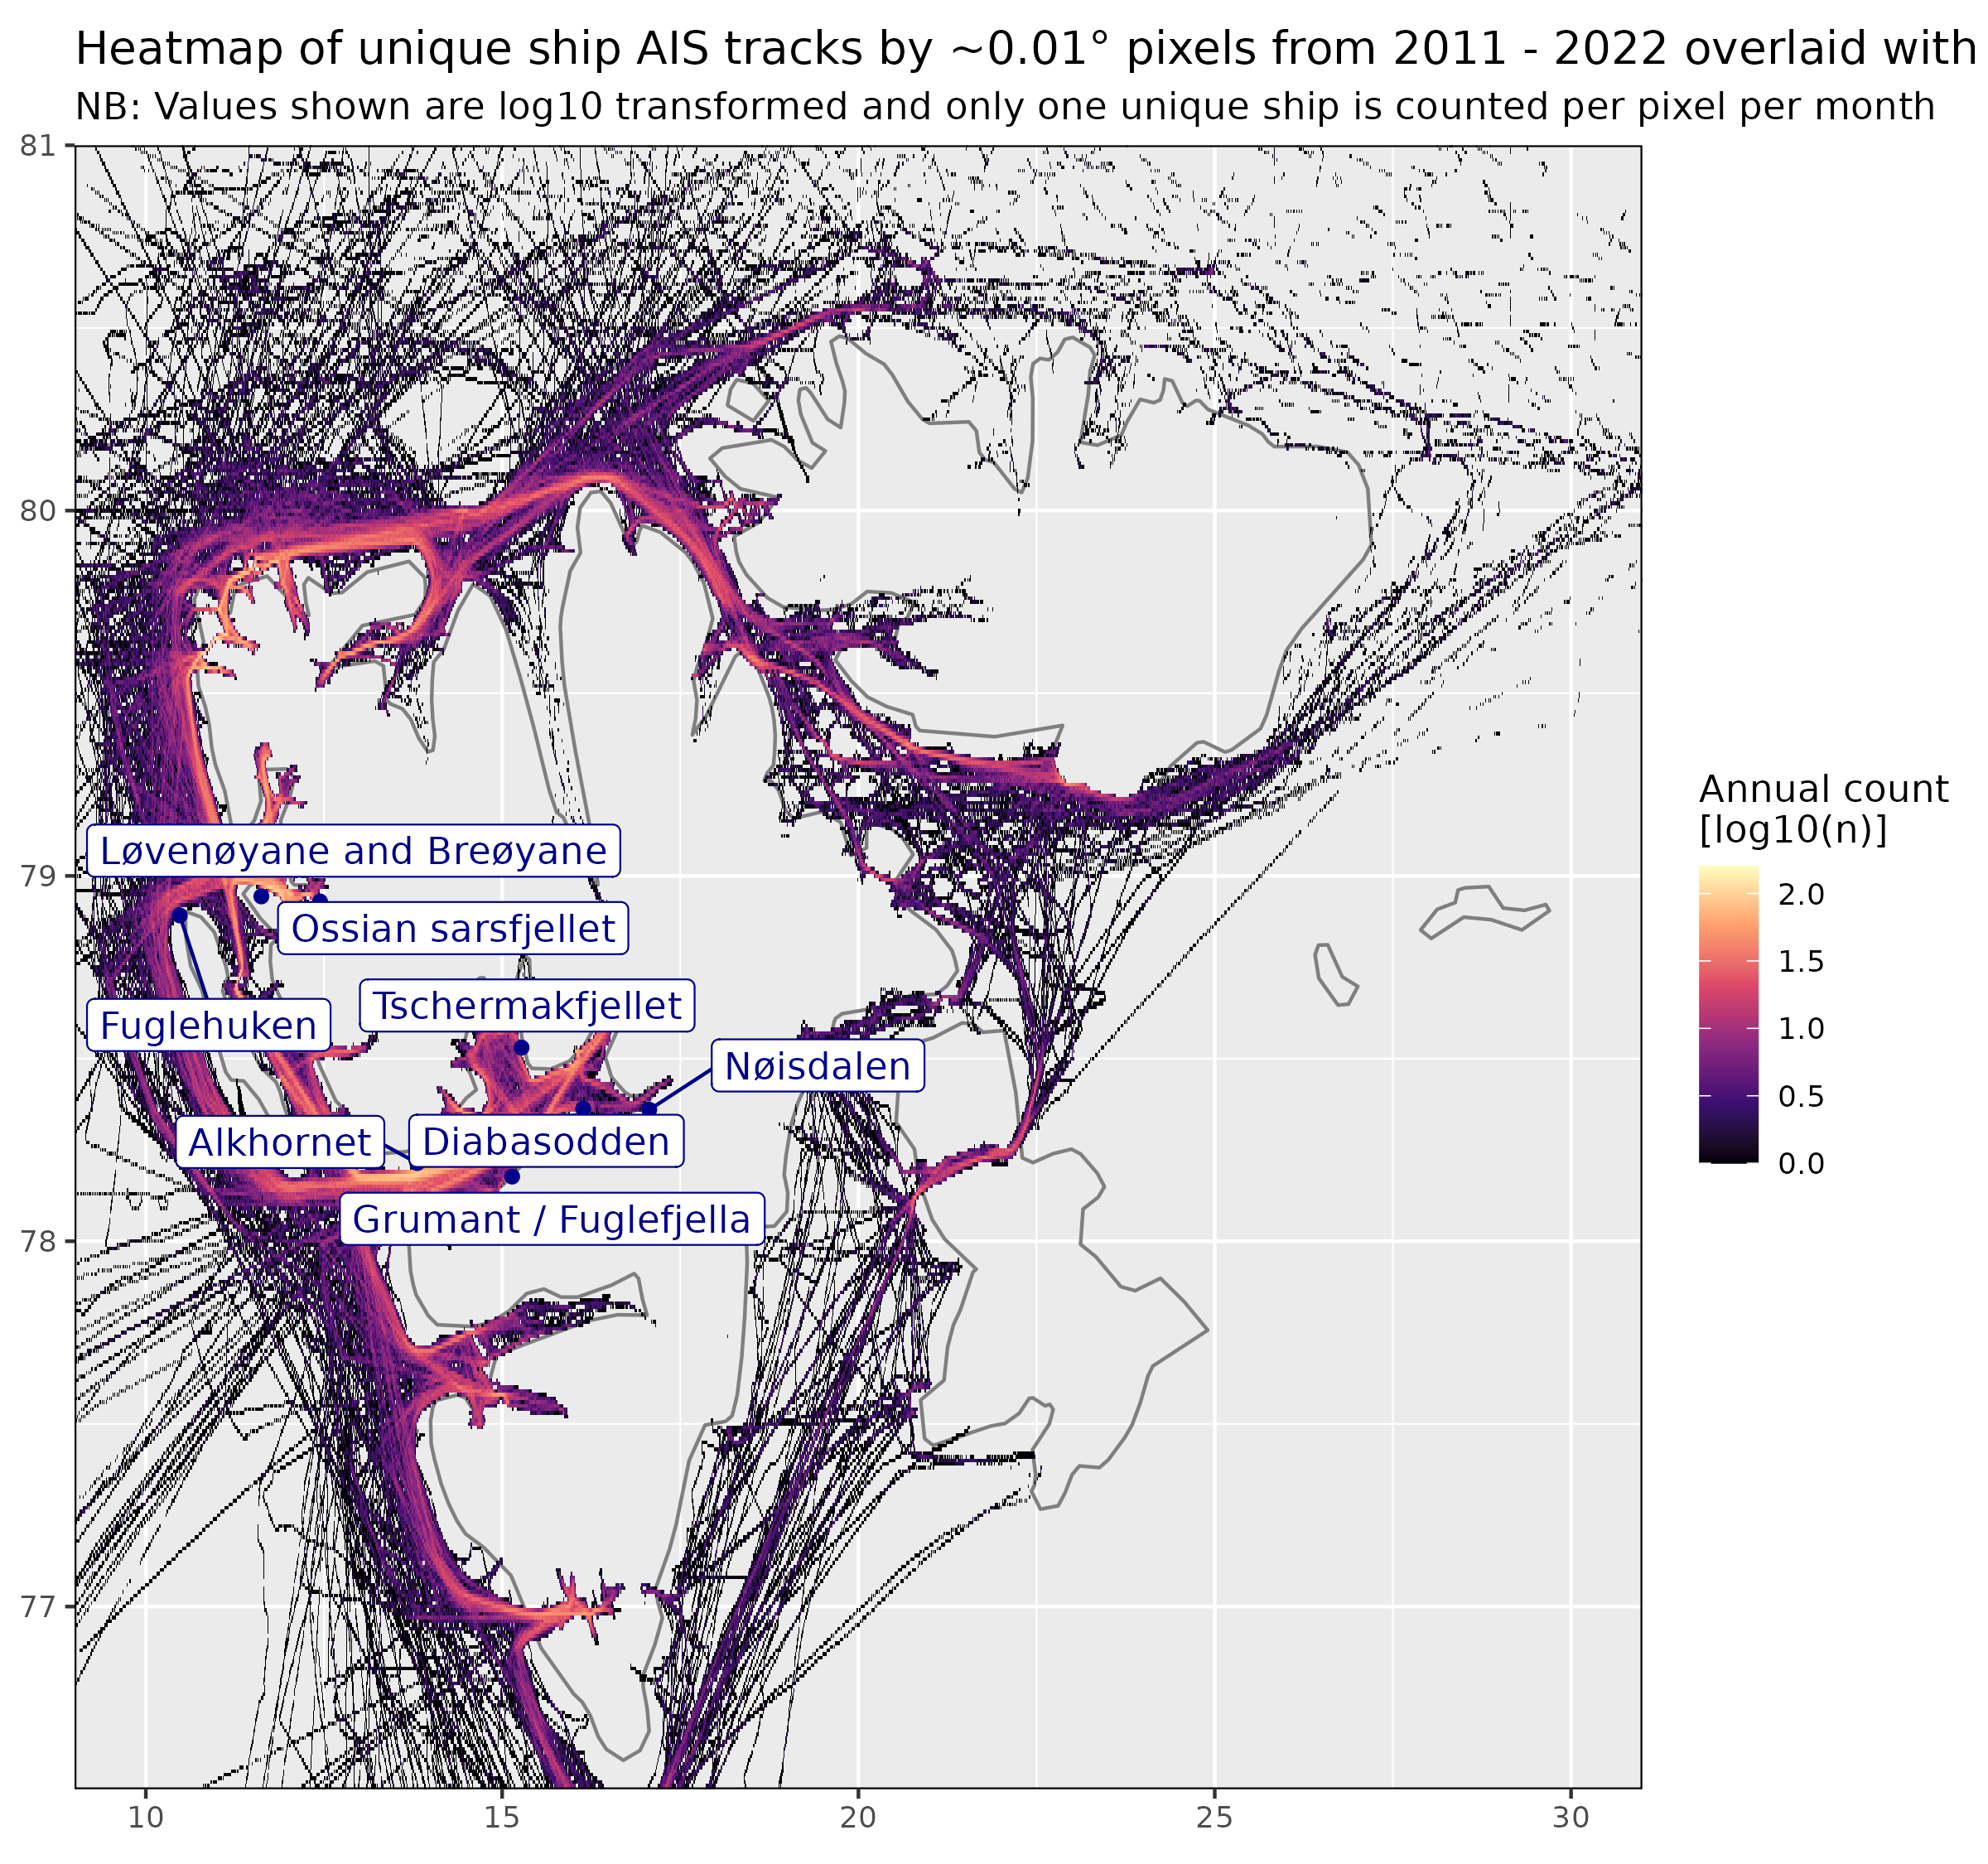 Heatmap of unique ship AIS tracks by ~0.01° pixels from 2011 - 2022 overlaid with
NB: Values shown are log10 transformed and only one unique ship is counted per pixel per month
81
80
79
78
77
Løvenøyane and Breøyane
Ossian sarsfjellet
Tschermakfjellet
Fuglehuken
Nøisdalen
Alkhornet
Diabasodden
Grumant / Fuglefjella
10
15
20
25
30
Annual count
[log10(n)]
2.0
1.5
1.0
0.5
0.0